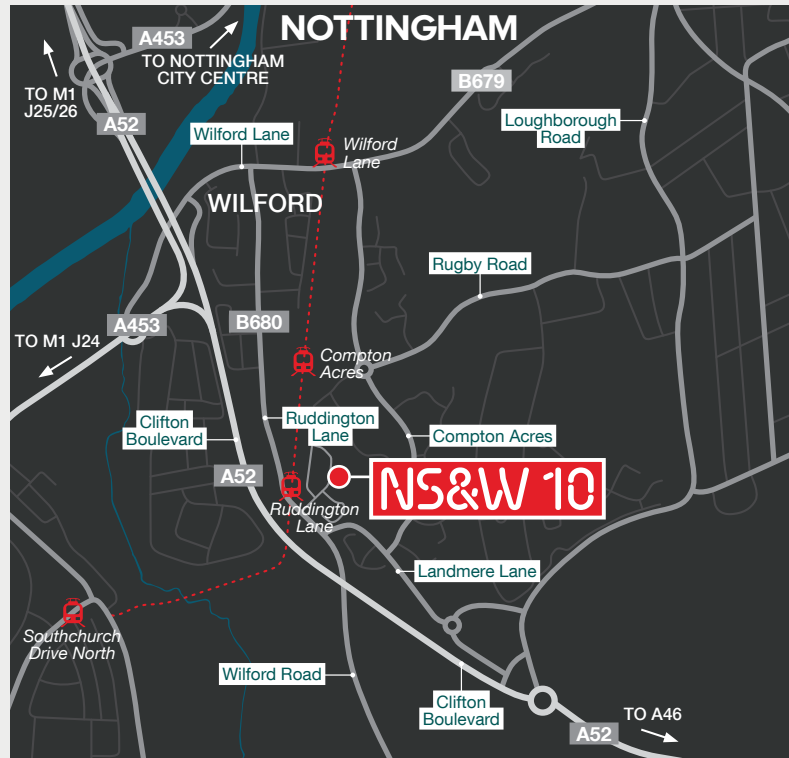 NOTTINGHAM
A453
TO NOTTINGHAM
CITY CENTRE
TO M1
J25/26
A52
B679
Loughborough
Road
Wilford Lane
Wilford
Lane
WILFORD
Rugby Road
A453
B680
TO M1 J24
Compton
Acres
Clifton
Boulevard
Ruddington
Lane
Compton Acres
A52
NS&W 10
Ruddington
Lane
Landmere Lane
Southchurch
Drive North
Wilford Road
Clifton
Boulevard
TO A46
A52